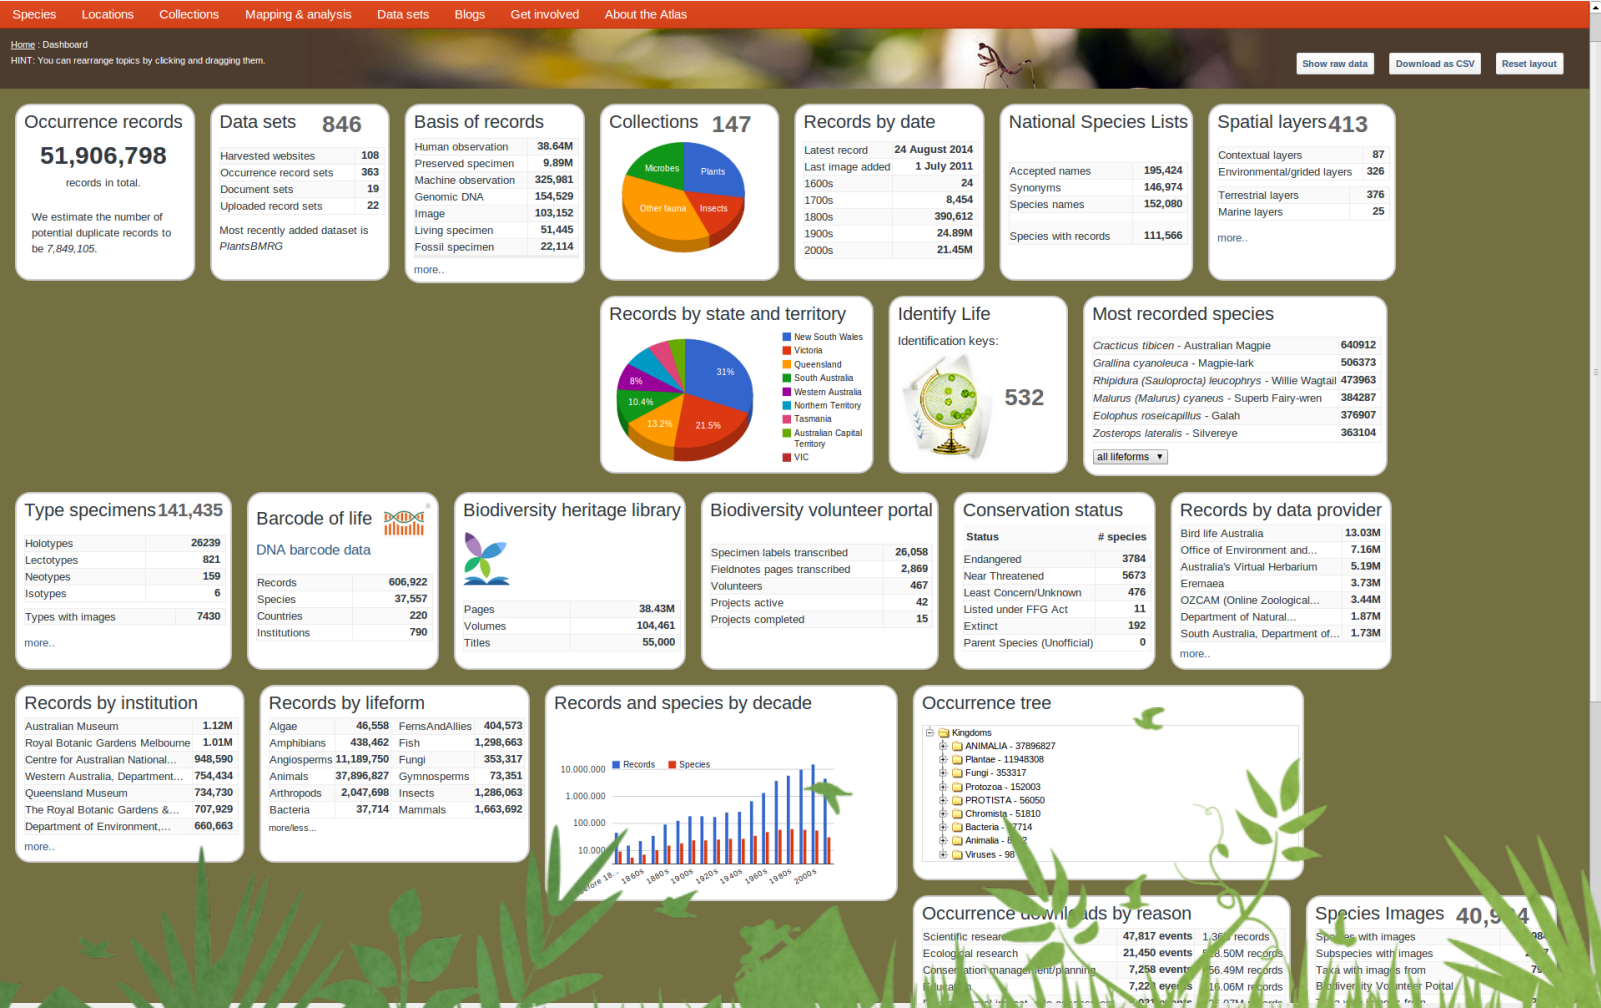 Species Locations Collections Mapping & analysis Data sets Blogs Get involved About the Atlas
Home : Dashboard
HINT: You can rearrange topics by clicking and dragging them.
Show raw data Download as CSV Reset layout
Occurrence records
51,906,798
records in total.
We estimate the number of
potential duplicate records to
be 7,849,105.
Data sets 846
Harvested websites 108
Occurrence record sets 363
Document sets 19
Uploaded record sets 22
Most recently added dataset is
PlantsBMRG
Basis of records
Human observation 38.64M
Preserved specimen 9.89M
Machine observation 325,981
Genomic DNA 154,529
Image 103,152
Living specimen 51,445
Fossil specimen 22,114
more..
Collections 147
Microbes
Plants
Other fauna
Insects
Records by date
Latest record 24 August 2014
Last image added 1 July 2011
1600s 24
1700s 8,454
1800s 390,612
1900s 24.89M
2000s 21.45M
National Species Lists
Accepted names 195,424
Synonyms 146,974
Species names 152,080
Species with records 111,566
Spatial layers 413
Contextual layers 87
Environmental/grided layers 326
Terrestrial layers 376
Marine layers 25
more..
Records by state and territory
31%
21.5%
13.2%
10.4%
8%
New South Wales
Victoria
Queensland
South Australia
Western Australia
Northern Territory
Tasmania
Australian Capital
Territory
VIC
Identify Life
Identification keys:
532
Most recorded species
Cracticus tibicen - Australian Magpie 640912
Grallina cyanoleuca - Magpie-lark 506373
Rhipidura (Sauloprocta) leucophrys - Willie Wagtail 473963
Malurus (Malurus) cyaneus - Superb Fairy-wren 384287
Eolophus roseicapillus - Galah 376907
Zosterops lateralis - Silvereye 363104
all lifeforms
Type specimens 141,435
Holotypes 26239
Lectotypes 821
Neotypes 159
Isotypes 6
Types with images 7430
more..
Barcode of life
DNA barcode data
Records 606,922
Species 37,557
Countries 220
Institutions 790
Biodiversity heritage library
Pages 38.43M
Volumes 104,461
Titles 55,000
Biodiversity volunteer portal
Specimen labels transcribed 26,058
Fieldnotes pages transcribed 2,869
Volunteers 467
Projects active 42
Projects completed 15
Conservation status
Status # species
Endangered 3784
Near Threatened 5673
Least Concern/Unknown 476
Listed under FFG Act 11
Extinct 192
Parent Species (Unofficial) 0
Records by data provider
Bird life Australia 13.03M
Office of Environment and... 7.16M
Australia's Virtual Herbarium 5.19M
Eremaea 3.73M
OZCAM (Online Zoological... 3.44M
Department of Natural... 1.87M
South Australia, Department of... 1.73M
more..
Records by institution
Australian Museum 1.12M
Royal Botanic Gardens Melbourne 1.01M
Centre for Australian National... 948,590
Western Australia, Department... 754,434
Queensland Museum 734,730
The Royal Botanic Gardens &... 707,929
Department of Environment,... 660,663
more..
Records by lifeform
Algae 46,558 FernsAndAllies 404,573
Amphibians 438,462 Fish 1,298,663
Angiosperms 11,189,750 Fungi 353,317
Animals 37,896,827 Gymnosperms 73,351
Arthropods 2,047,698 Insects 1,286,063
Bacteria 37,714 Mammals 1,663,692
more/less...
Records and species by decade
Records Species
10.000.000
1.000.000
100.000
10.000
1860s 1880s 1900s 1920s 1940s 1960s 1980s 2000s
Occurrence tree
Kingdoms
ANIMALIA - 37896827
Plantae - 11948308
Fungi - 353317
Protozoa - 152003
PROTISTA - 56050
Chromista - 51810
Bacteria - 37714
Animalia -
Viruses - 98
Occurrence downloads by reason
Scientific research 47,817 events records
Ecological research 21,450 events records
Conservation management/planning 7,258 events 56.49M records
Education 16.06M records
Species Images
Species with images
Subspecies with images
Taxa with images from
Biodiversity Volunteer Portal